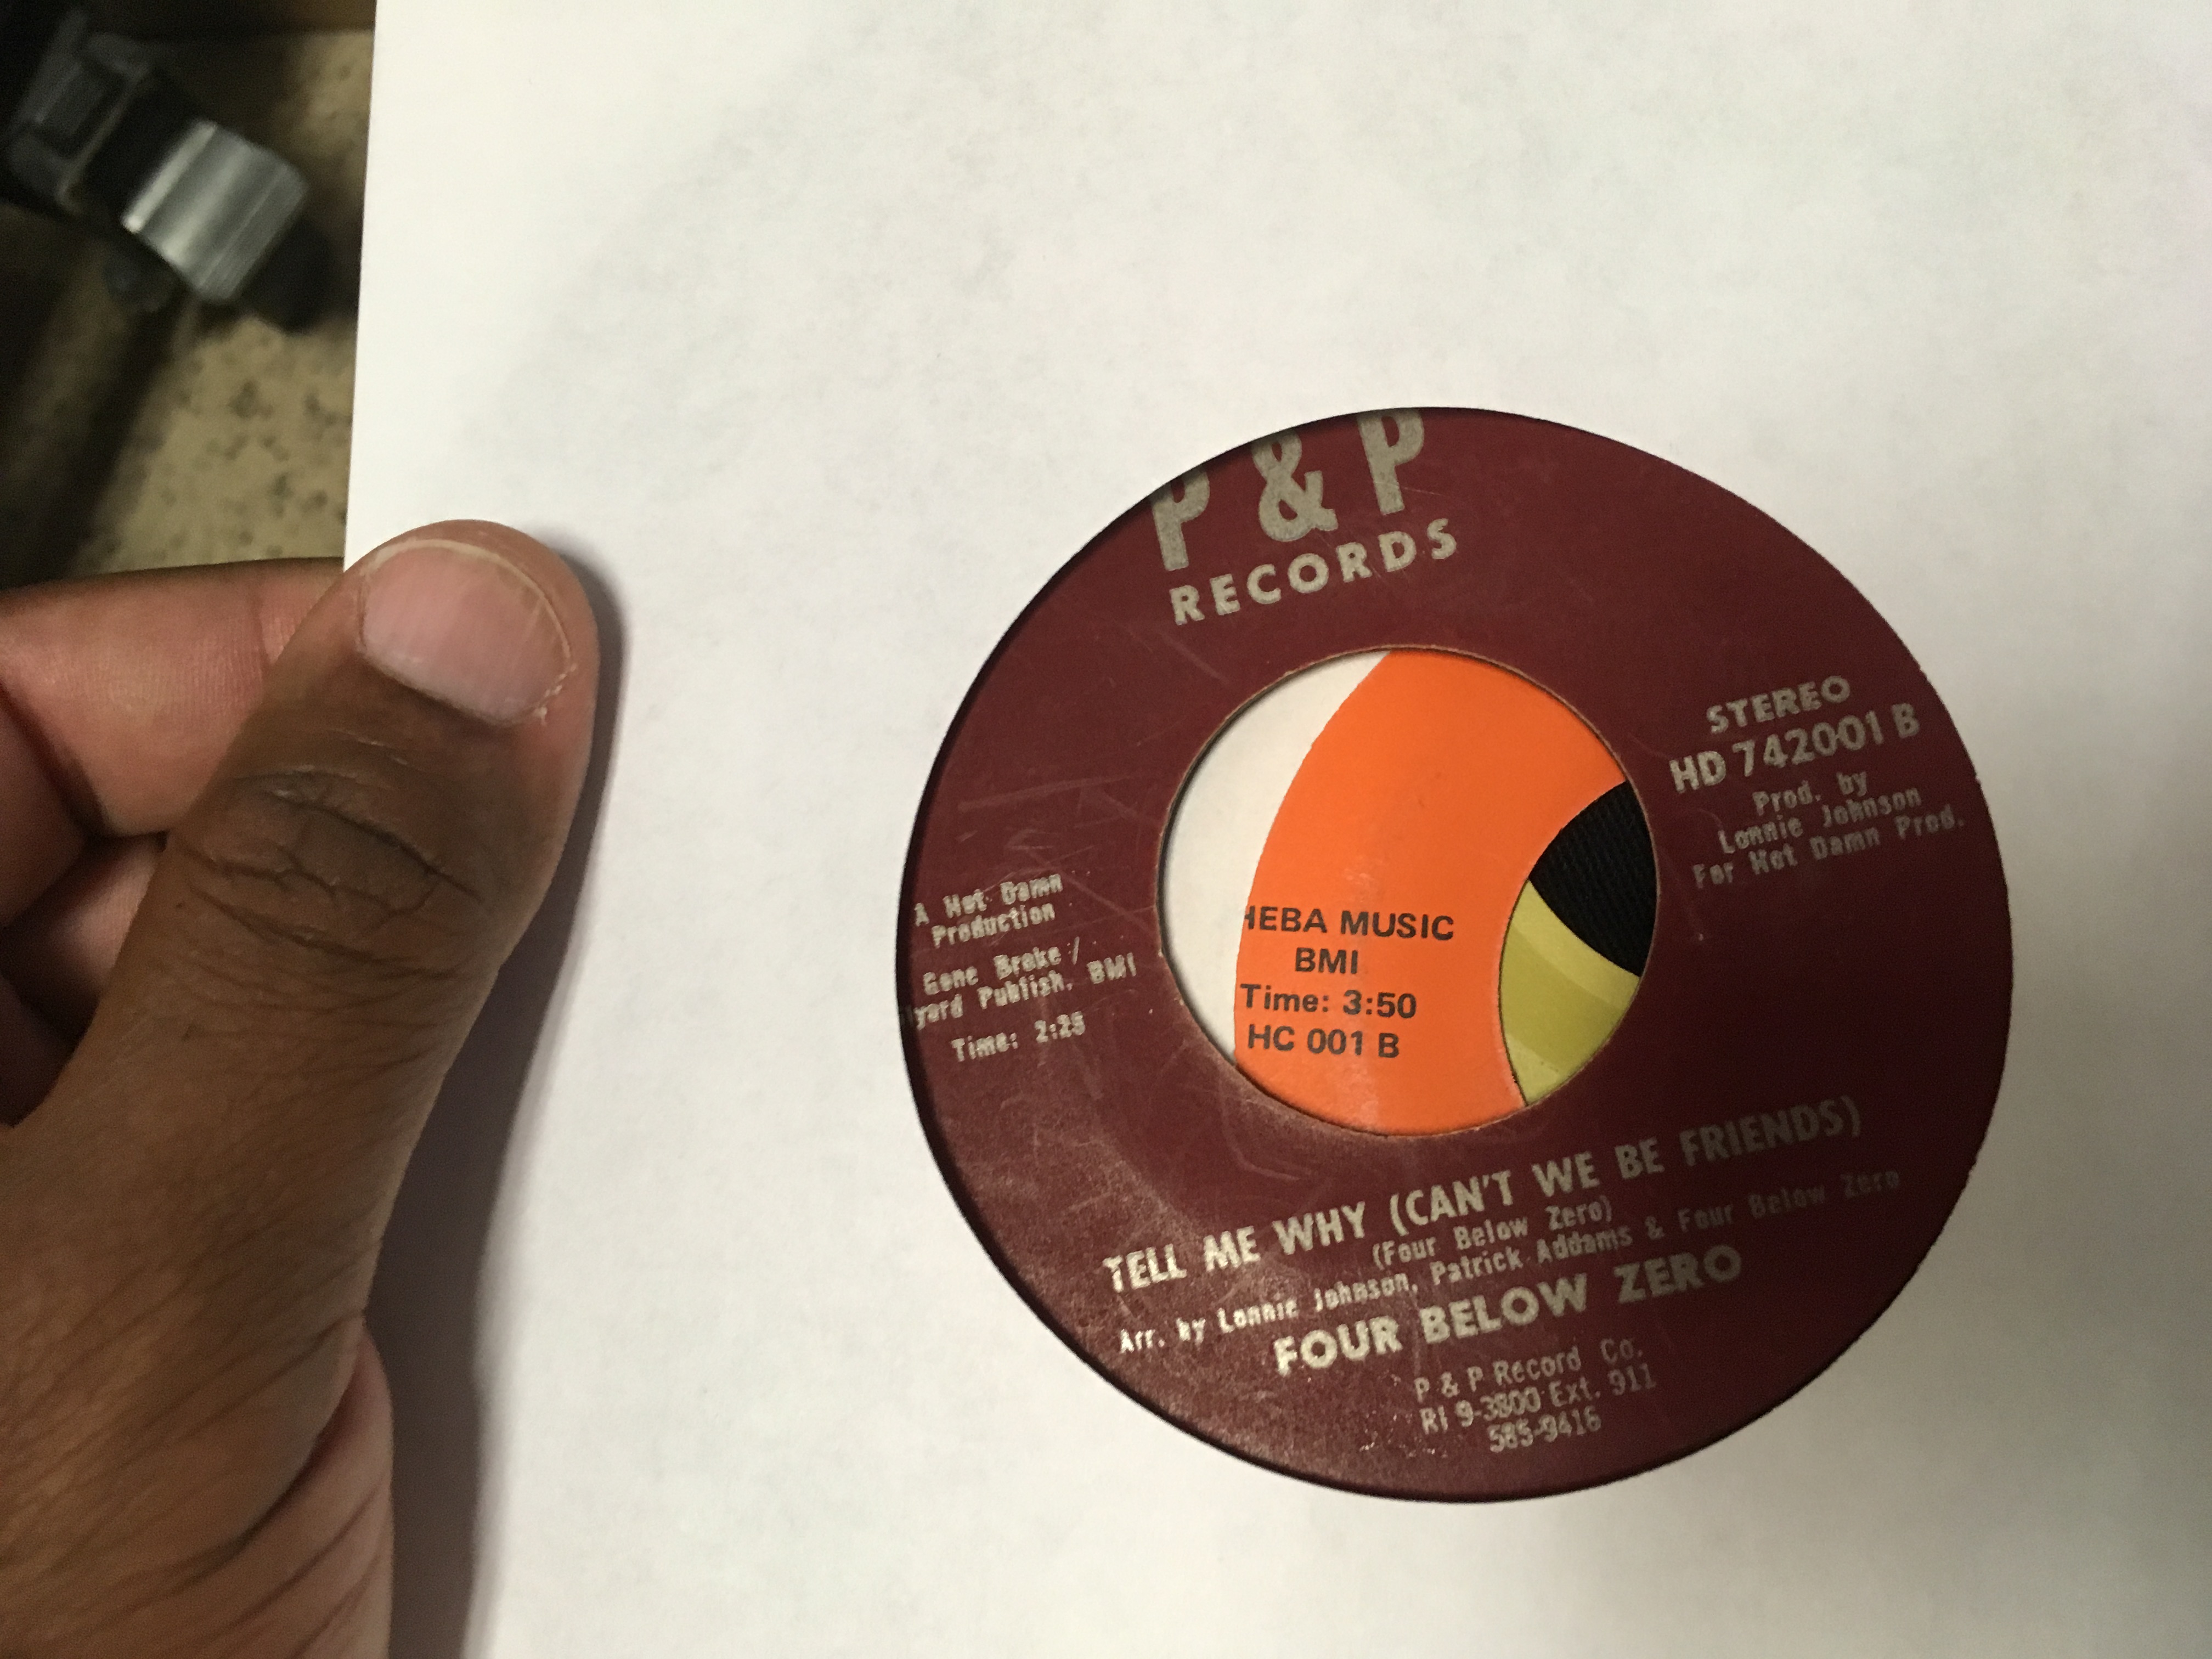 P & P
RECORDS
STEREO
HD 742001 B
Prod. by
Lonnie Johnson
For Hot Damn Prod.
A Hot Damn
Production
Gene Brake /
yard Publish. BMI
Time: 2:25
HEBA MUSIC
BMI
Time: 3:50
HC 001 B
TELL ME WHY (CAN'T WE BE FRIENDS)
(Four Below Zero)
Arr. by Lonnie Johnson, Patrick Addams & Four Below Zero
FOUR BELOW ZERO
P & P Record Co.
RI 9-3800 Ext. 911
585-9416